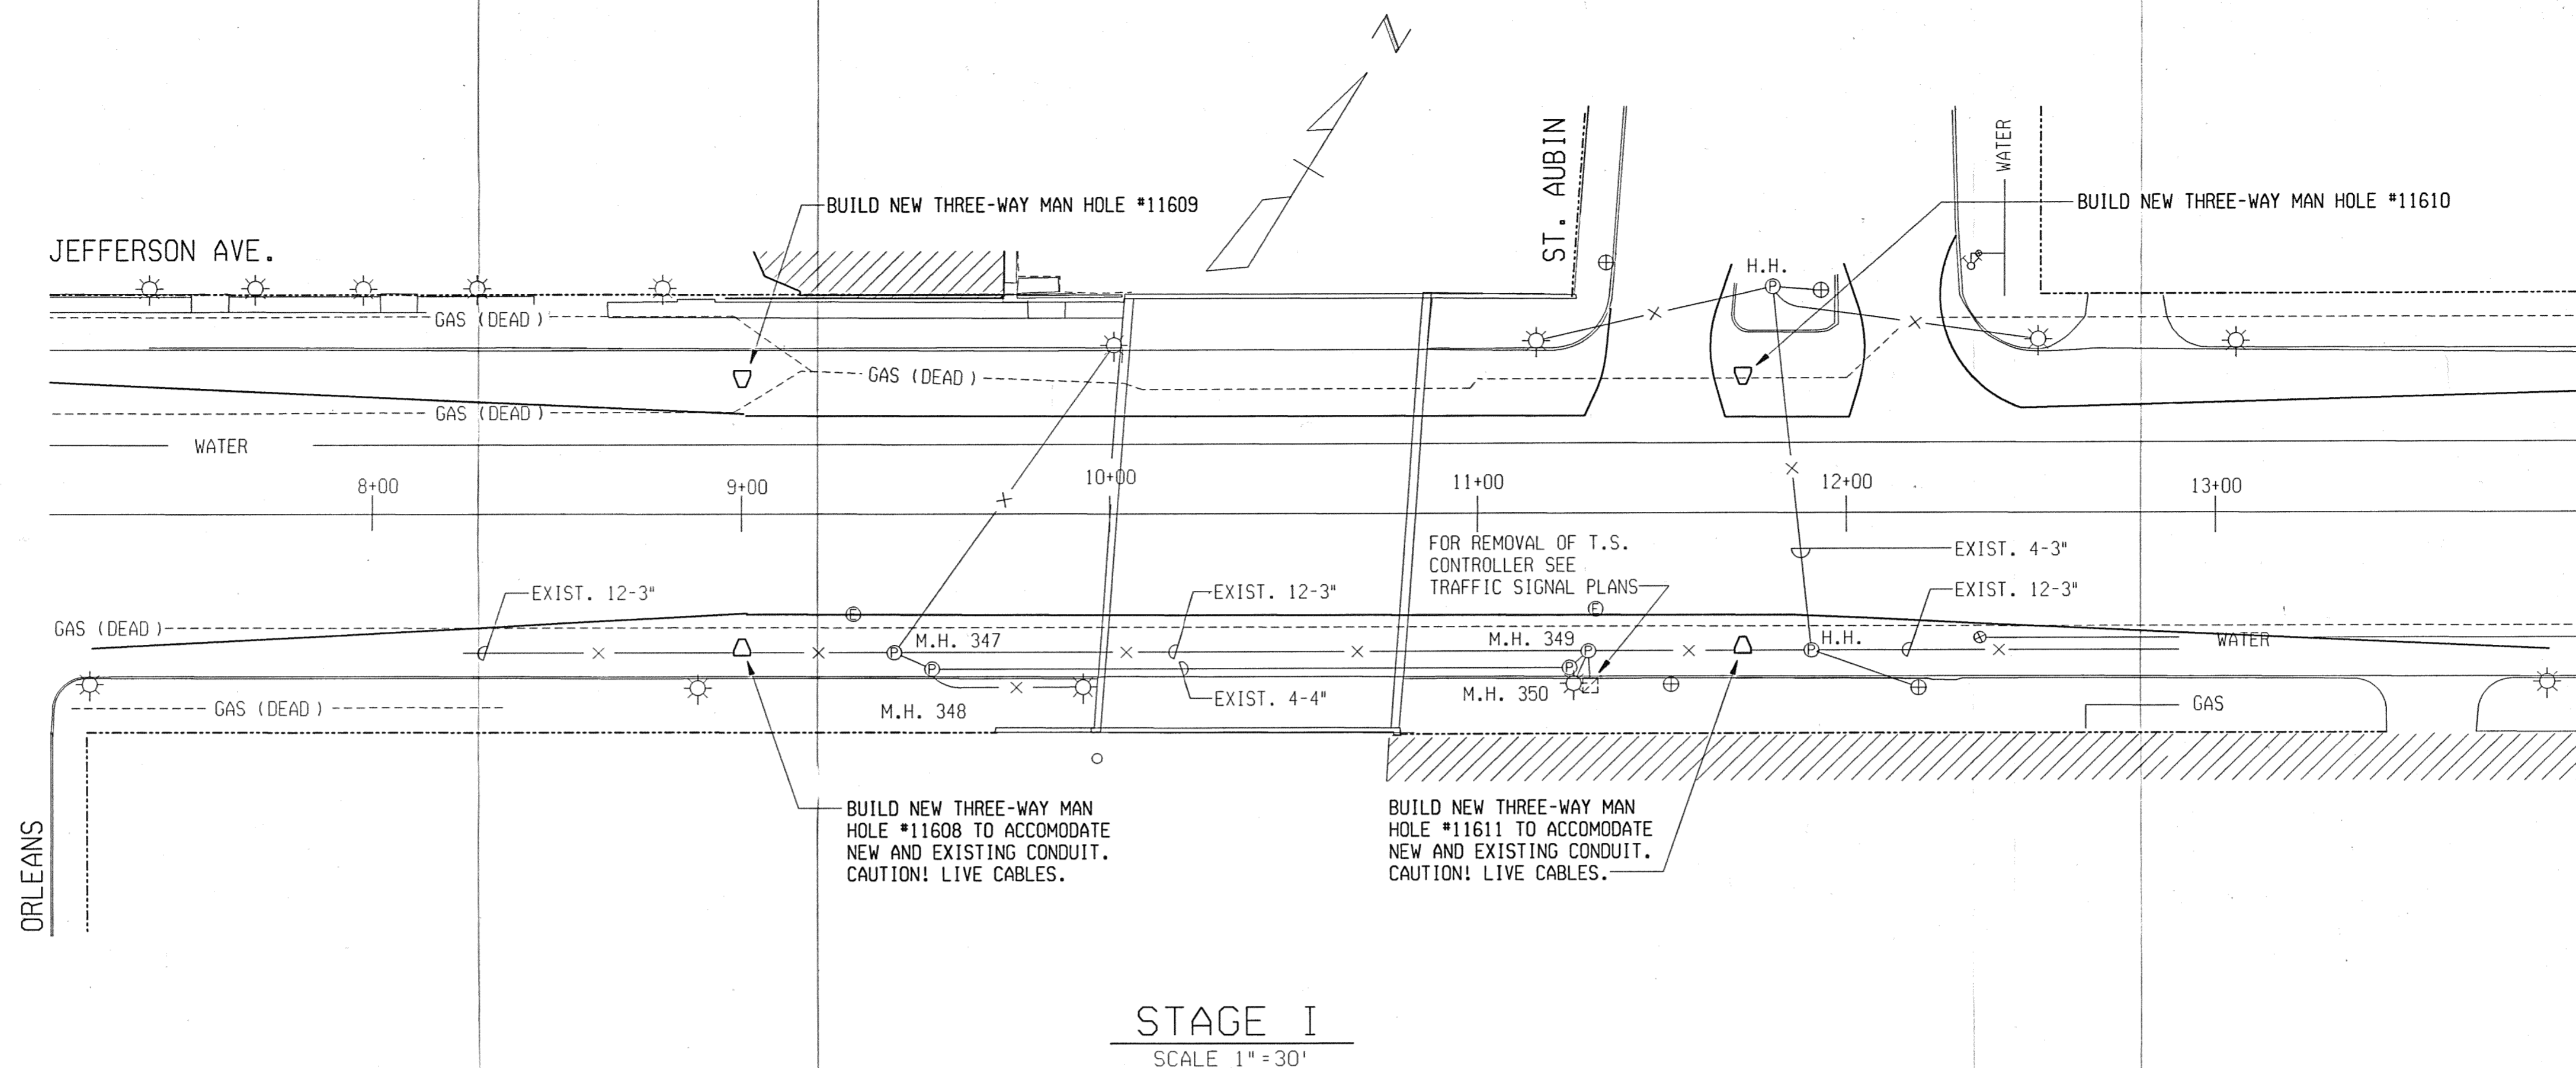 N
BUILD NEW THREE-WAY MAN HOLE #11609
ST. AUBIN
WATER
BUILD NEW THREE-WAY MAN HOLE #11610
JEFFERSON AVE.
H.H.
GAS (DEAD)
GAS (DEAD)
GAS (DEAD)
WATER
8+00
9+00
10+00
11+00
12+00
13+00
FOR REMOVAL OF T.S.
CONTROLLER SEE
TRAFFIC SIGNAL PLANS
EXIST. 4-3"
EXIST. 12-3"
EXIST. 12-3"
EXIST. 12-3"
GAS (DEAD)
E
E
M.H. 347
M.H. 349
H.H.
WATER
P
P
P
P
P
P
EXIST. 4-4"
M.H. 350
GAS (DEAD)
M.H. 348
GAS
BUILD NEW THREE-WAY MAN
HOLE #11608 TO ACCOMODATE
NEW AND EXISTING CONDUIT.
CAUTION! LIVE CABLES.
BUILD NEW THREE-WAY MAN
HOLE #11611 TO ACCOMODATE
NEW AND EXISTING CONDUIT.
CAUTION! LIVE CABLES.
ORLEANS
STAGE I
SCALE 1"=30'